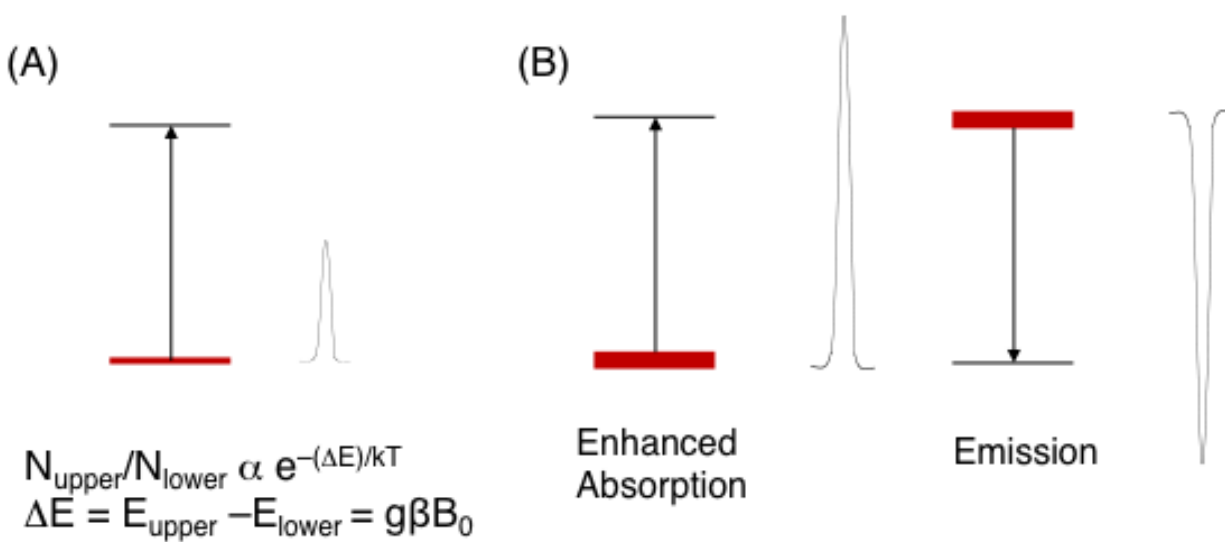 (A)
N_upper/N_lower α e^–(ΔE)/kT
ΔE = E_upper –E_lower = gβB_0
(B)
Enhanced
Absorption
Emission